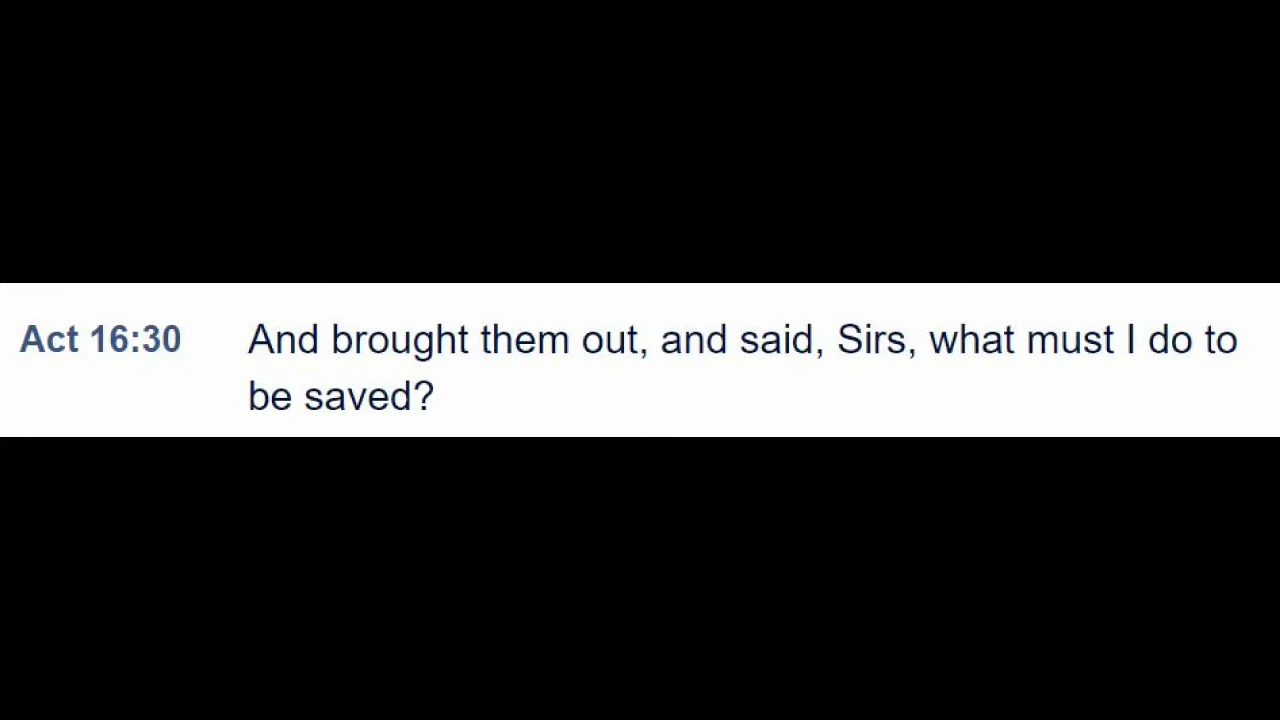 Act 16:30 And brought them out, and said, Sirs, what must I do to
be saved?